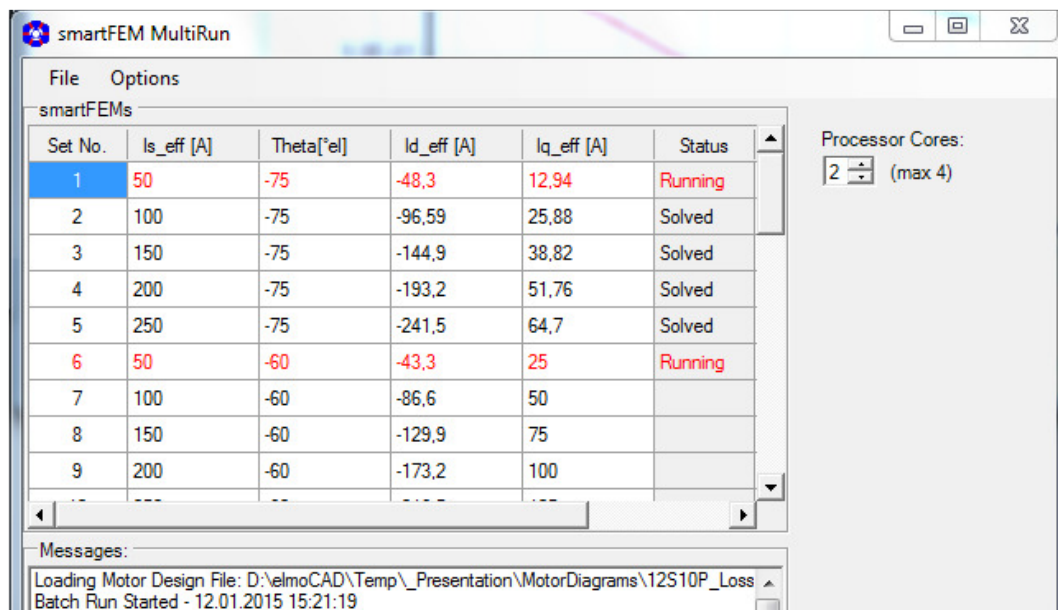 smartFEM MultiRun
File Options
smartFEMs
Set No. Is_eff [A] Theta[°el] Id_eff [A] Iq_eff [A] Status
1 50 -75 -48,3 12,94 Running
2 100 -75 -96,59 25,88 Solved
3 150 -75 -144,9 38,82 Solved
4 200 -75 -193,2 51,76 Solved
5 250 -75 -241,5 64,7 Solved
6 50 -60 -43,3 25 Running
7 100 -60 -86,6 50
8 150 -60 -129,9 75
9 200 -60 -173,2 100
Processor Cores:
2 (max 4)
Messages:
Loading Motor Design File: D:\elmoCAD\Temp\_Presentation\MotorDiagrams\12S10P_Loss
Batch Run Started - 12.01.2015 15:21:19